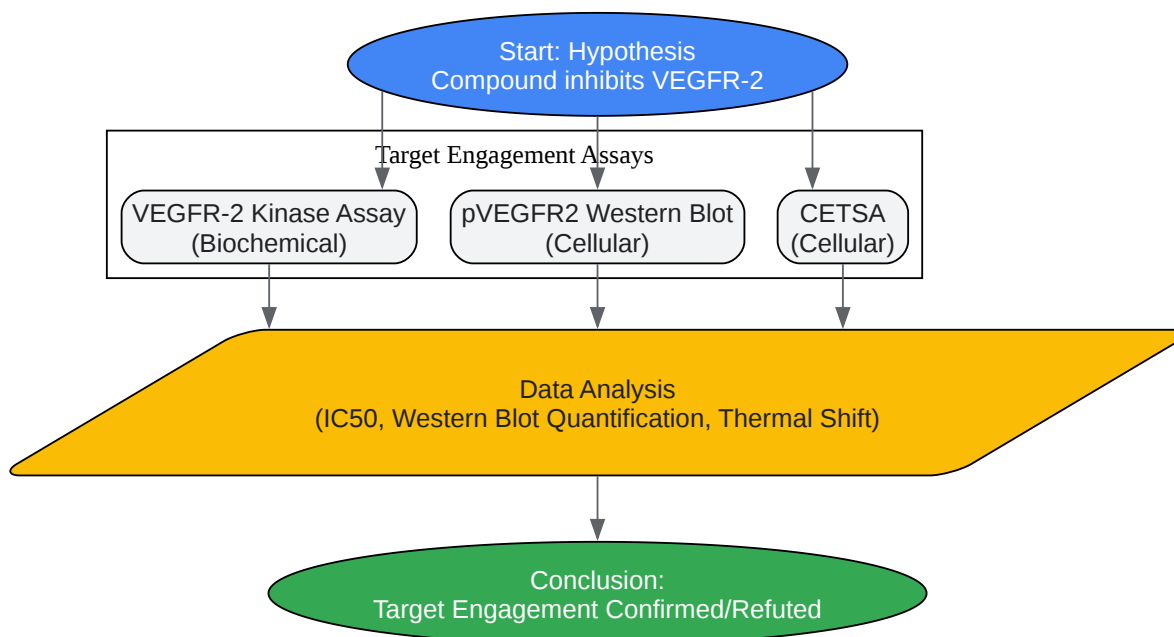 Start: Hypothesis
Compound inhibits VEGFR-2
Target Engagement Assays
VEGFR-2 Kinase Assay
(Biochemical)
pVEGFR2 Western Blot
(Cellular)
CETSA
(Cellular)
Data Analysis
(IC50, Western Blot Quantification, Thermal Shift)
Conclusion:
Target Engagement Confirmed/Refuted